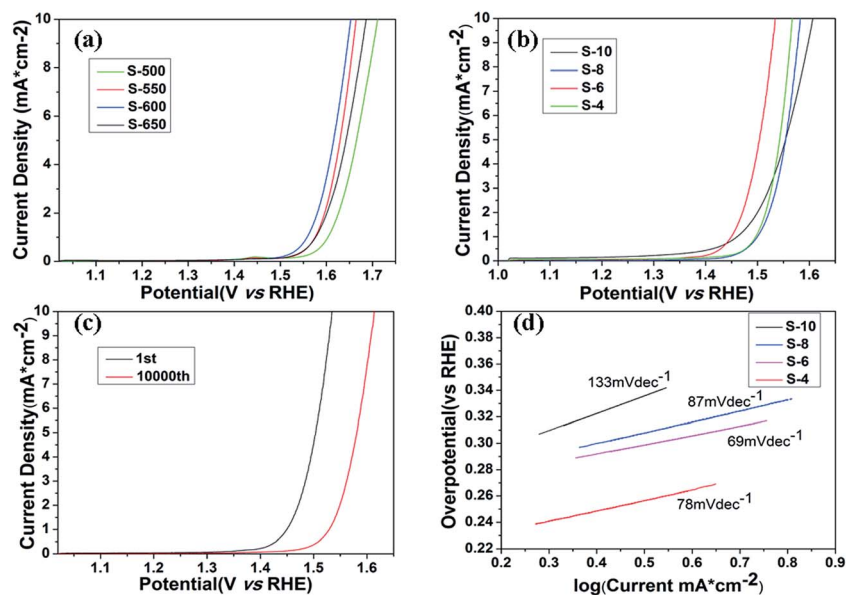 (a)
S-500
S-550
S-600
S-650
Current Density (mA*cm-2)
10
8
6
4
2
0
1.1 1.2 1.3 1.4 1.5 1.6 1.7
Potential(V vs RHE)
(b)
S-10
S-8
S-6
S-4
Current Density(mA*cm⁻²)
10
9
8
7
6
5
4
3
2
1
0
1.0 1.1 1.2 1.3 1.4 1.5 1.6
Potential(V vs RHE)
(c)
1st
10000th
Current Density(mA*cm⁻²)
10
9
8
7
6
5
4
3
2
1
0
1.1 1.2 1.3 1.4 1.5 1.6
Potential(V vs RHE)
(d)
S-10
S-8
S-6
S-4
133mVdec⁻¹
87mVdec⁻¹
69mVdec⁻¹
78mVdec⁻¹
Overpotential(vs RHE)
0.40
0.38
0.36
0.34
0.32
0.30
0.28
0.26
0.24
0.22
0.2 0.3 0.4 0.5 0.6 0.7 0.8 0.9
log(Current mA*cm⁻²)